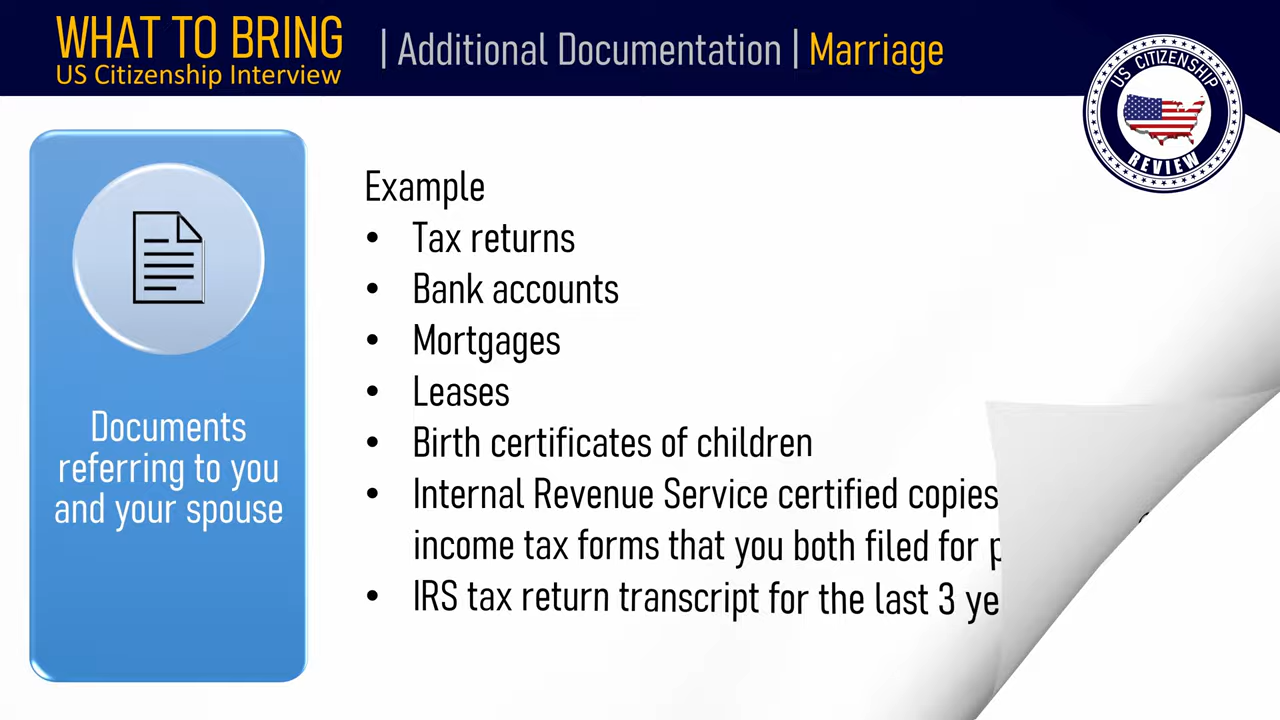 WHAT TO BRING
US Citizenship Interview
| Additional Documentation | Marriage
US CITIZENSHIP
REVIEW
Documents
referring to you
and your spouse
Example
• Tax returns
• Bank accounts
• Mortgages
• Leases
• Birth certificates of children
• Internal Revenue Service certified copies
income tax forms that you both filed for
• IRS tax return transcript for the last 3